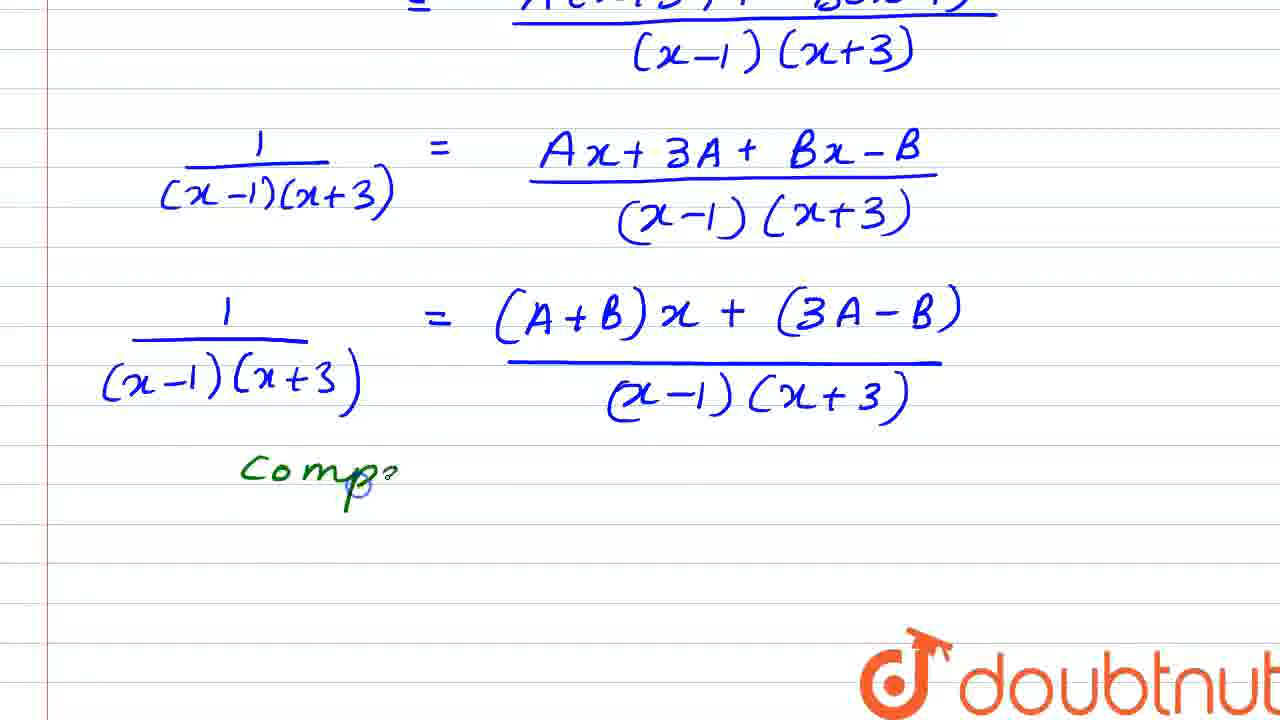 =
(x-1)(x+3)
1/((x-1)(x+3)) = (Ax+3A+Bx-B)/((x-1)(x+3))
1/((x-1)(x+3)) = ((A+B)x+(3A-B))/((x-1)(x+3))
Comp
doubtnut